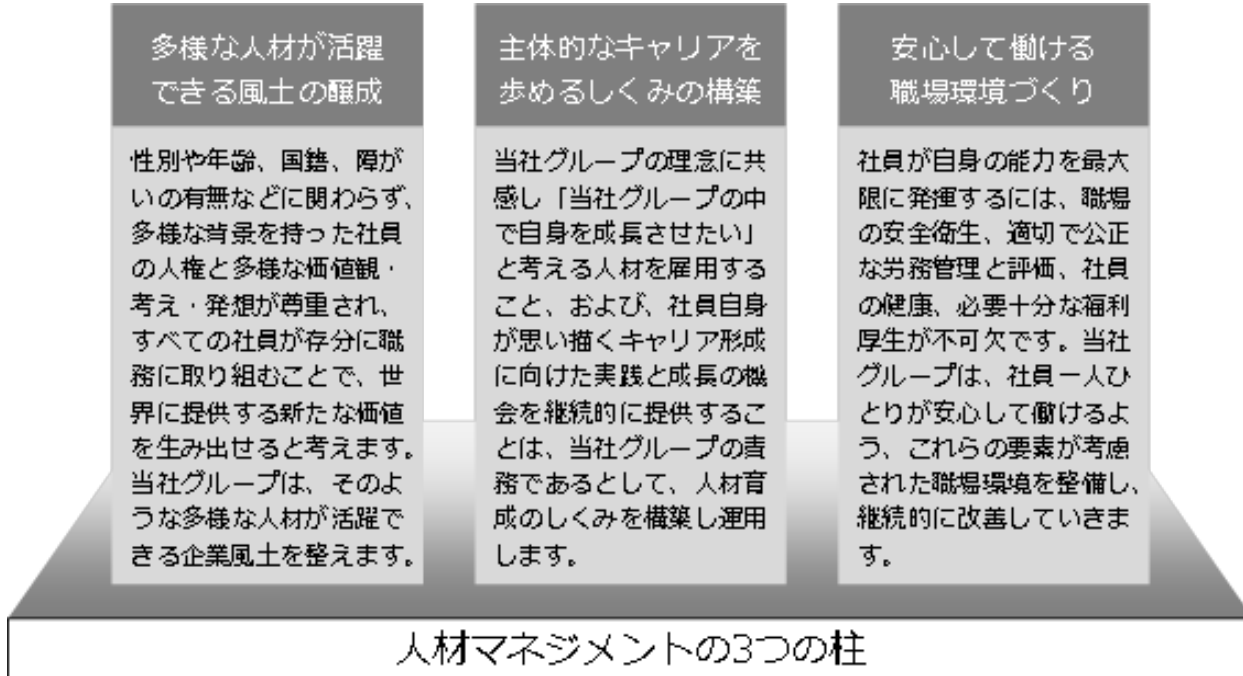 多様な人材が活躍
できる風土の醸成
性別や年齢、国籍、障が
いの有無などに関わらず、
多様な背景を持った社員
の人権と多様な価値観・
考え・発想が尊重され、
すべての社員が存分に職
務に取り組むことで、世
界に提供する新たな価値
を生み出せると考えます。
当社グループは、そのよ
うな多様な人材が活躍で
きる企業風土を整えます。
主体的なキャリアを
歩めるしくみの構築
当社グループの理念に共
感し「当社グループの中
で自身を成長させたい」
と考える人材を雇用する
こと、および、社員自身
が思い描くキャリア形成
に向けた実践と成長の機
会を継続的に提供するこ
とは、当社グループの責
務であるとして、人材育
成のしくみを構築し運用
します。
安心して働ける
職場環境づくり
社員が自身の能力を最大
限に発揮するには、職場
の安全衛生、適切で公正
な労務管理と評価、社員
の健康、必要十分な福利
厚生が不可欠です。当社
グループは、社員一人ひ
とりが安心して働けるよ
う、これらの要素が考慮
された職場環境を整備し、
継続的に改善していきま
す。
人材マネジメントの3つの柱